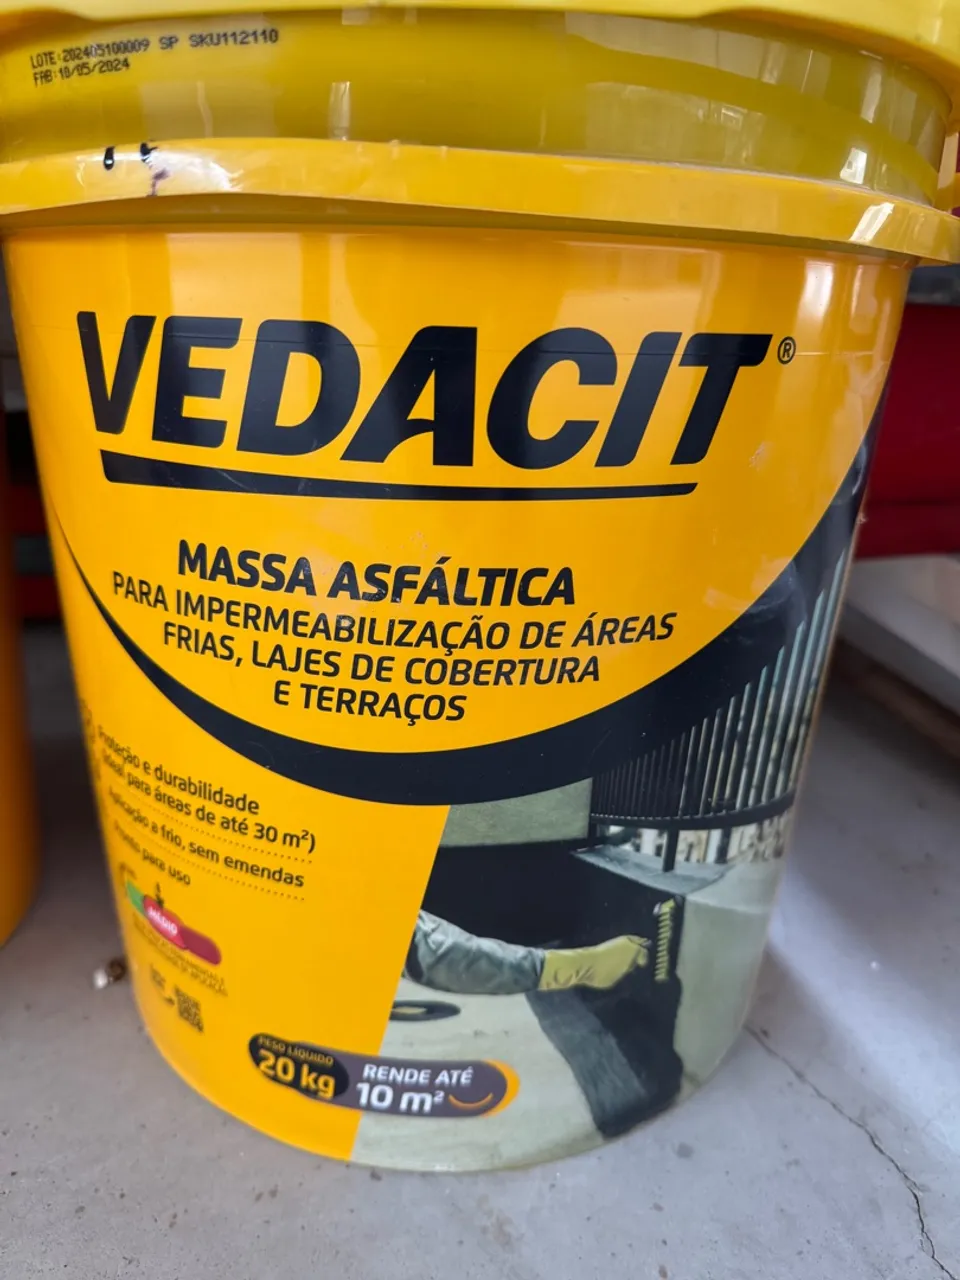 LOTE:202405100009 SP SKU112110
FAB:10/05/2024
VEDACIT®
MASSA ASFÁLTICA
PARA IMPERMEABILIZAÇÃO DE ÁREAS
FRIAS, LAJES DE COBERTURA
E TERRAÇOS
Proteção e durabilidade
ideal para áreas de até 30 m²)
Aplicação a frio, sem emendas
Pronto para uso
MÉDIO
PESO LÍQUIDO
20 kg
RENDE ATÉ
10 m²